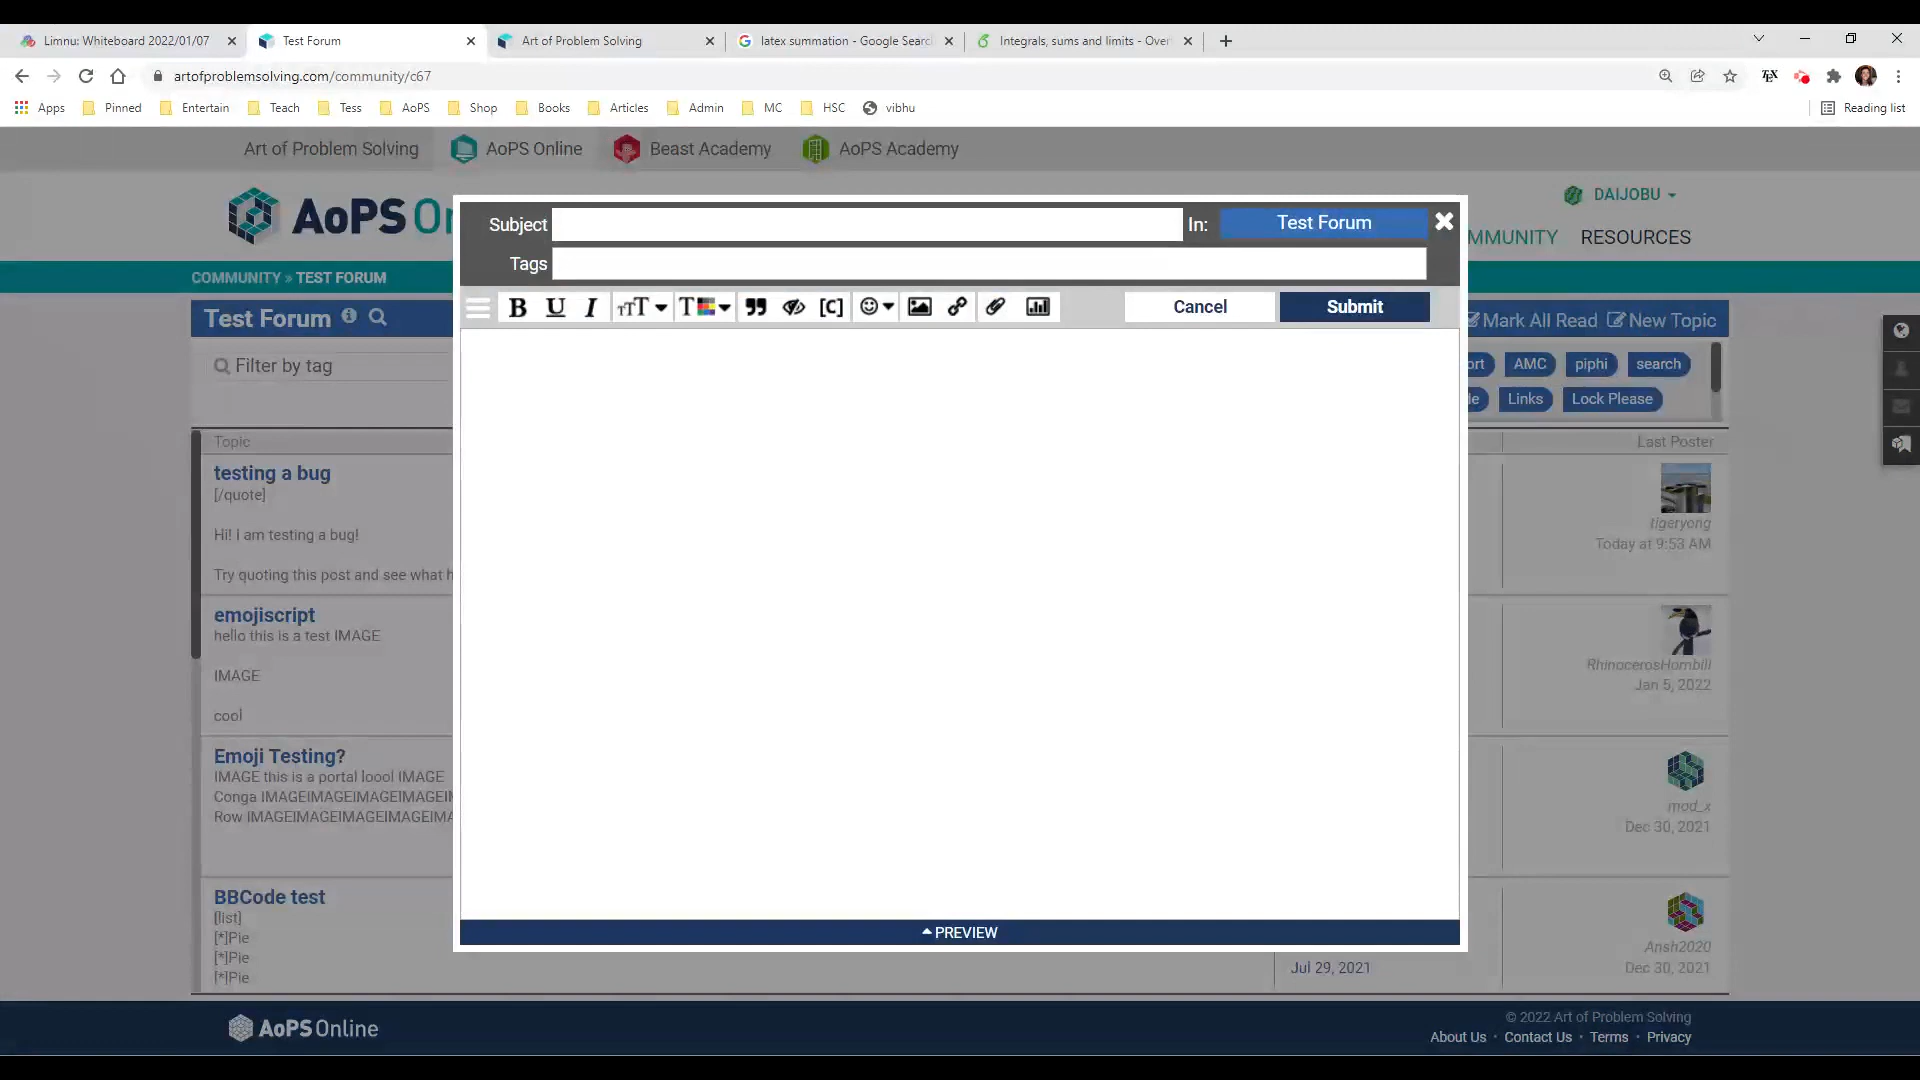 Limnu: Whiteboard 2022/01/07
Test Forum
Art of Problem Solving
latex summation - Google Searc
Integrals, sums and limits - Over
artofproblemsolving.com/community/c67
Apps
Pinned
Entertain
Teach
Tess
AoPS
Shop
Books
Articles
Admin
MC
HSC
vibhu
Reading list
Art of Problem Solving
AoPS Online
Beast Academy
AoPS Academy
AoPS On
DAIJOBU
MMUNITY
RESOURCES
COMMUNITY » TEST FORUM
Subject
In:
Test Forum
Tags
B U I
Cancel
Submit
Test Forum
Mark All Read
New Topic
Filter by tag
ort
AMC
piphi
search
le
Links
Lock Please
Topic
Last Poster
testing a bug
[/quote]
Hi! I am testing a bug!
Try quoting this post and see what h
tigeryong
Today at 9:53 AM
emojiscript
hello this is a test IMAGE
IMAGE
cool
RhinocerosHornbill
Jan 5, 2022
Emoji Testing?
IMAGE this is a portal loool IMAGE
Conga IMAGEIMAGEIMAGEIMAGEI
Row IMAGEIMAGEIMAGEIMAGEIMA
mod_x
Dec 30, 2021
BBCode test
[list]
[*]Pie
[*]Pie
[*]Pie
PREVIEW
Jul 29, 2021
Ansh2020
Dec 30, 2021
AoPS Online
© 2022 Art of Problem Solving
About Us · Contact Us · Terms · Privacy